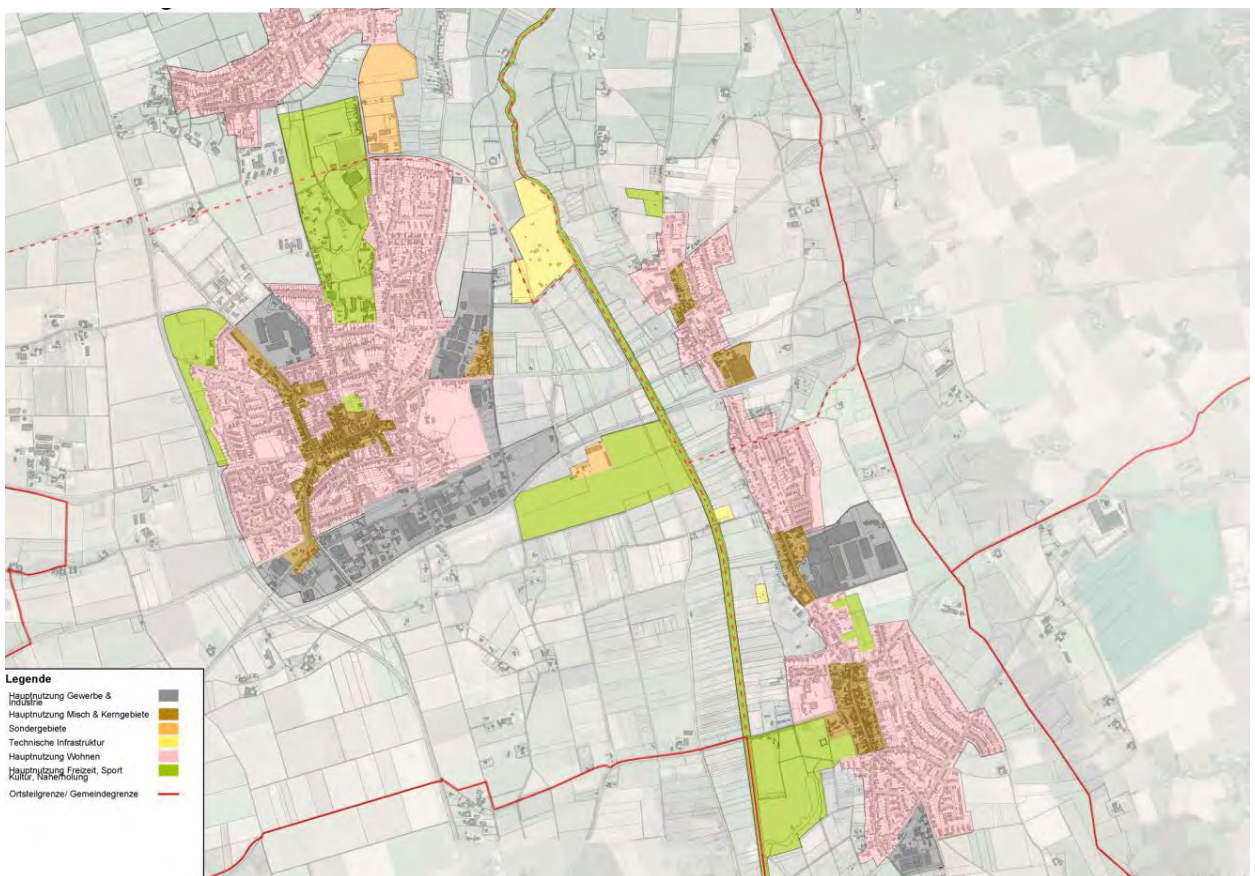 Legende
Hauptnutzung Gewerbe &
Industrie
Hauptnutzung Misch & Kerngebiete
Sondergebiete
Technische Infrastruktur
Hauptnutzung Wohnen
Hauptnutzung Freizeit, Sport
Kultur, Naherholung
Ortsteilgrenze/ Gemeindegrenze